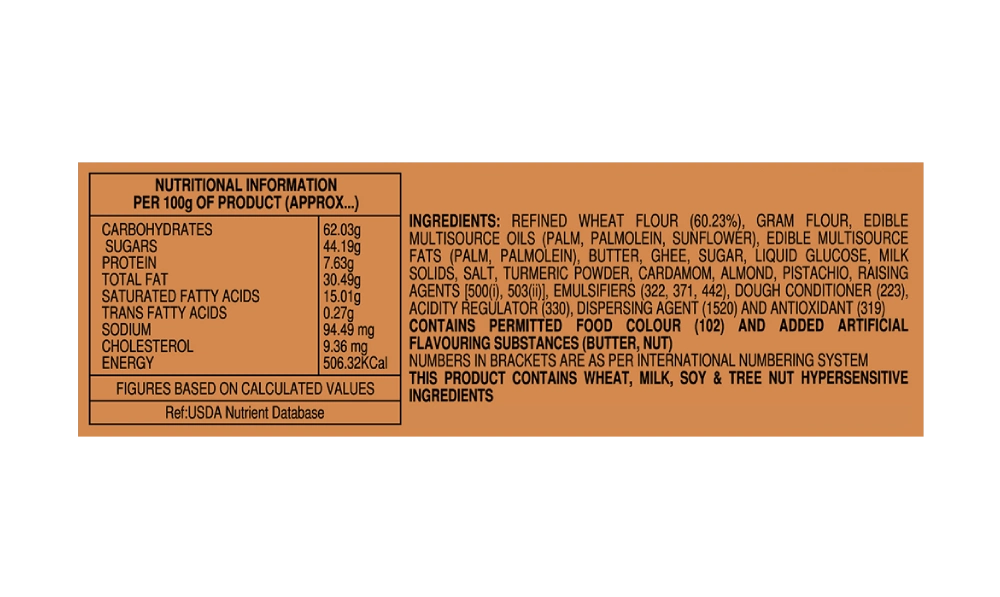 NUTRITIONAL INFORMATION
PER 100g OF PRODUCT (APPROX...)
CARBOHYDRATES 62.03g
SUGARS 44.19g
PROTEIN 7.63g
TOTAL FAT 30.49g
SATURATED FATTY ACIDS 15.01g
TRANS FATTY ACIDS 0.27g
SODIUM 94.49 mg
CHOLESTEROL 9.36 mg
ENERGY 506.32KCal
FIGURES BASED ON CALCULATED VALUES
Ref:USDA Nutrient Database
INGREDIENTS: REFINED WHEAT FLOUR (60.23%), GRAM FLOUR, EDIBLE
MULTISOURCE OILS (PALM, PALMOLEIN, SUNFLOWER), EDIBLE MULTISOURCE
FATS (PALM, PALMOLEIN), BUTTER, GHEE, SUGAR, LIQUID GLUCOSE, MILK
SOLIDS, SALT, TURMERIC POWDER, CARDAMOM, ALMOND, PISTACHIO, RAISING
AGENTS [500(i), 503(ii)], EMULSIFIERS (322, 371, 442), DOUGH CONDITIONER (223),
ACIDITY REGULATOR (330), DISPERSING AGENT (1520) AND ANTIOXIDANT (319)
CONTAINS PERMITTED FOOD COLOUR (102) AND ADDED ARTIFICIAL
FLAVOURING SUBSTANCES (BUTTER, NUT)
NUMBERS IN BRACKETS ARE AS PER INTERNATIONAL NUMBERING SYSTEM
THIS PRODUCT CONTAINS WHEAT, MILK, SOY & TREE NUT HYPERSENSITIVE
INGREDIENTS